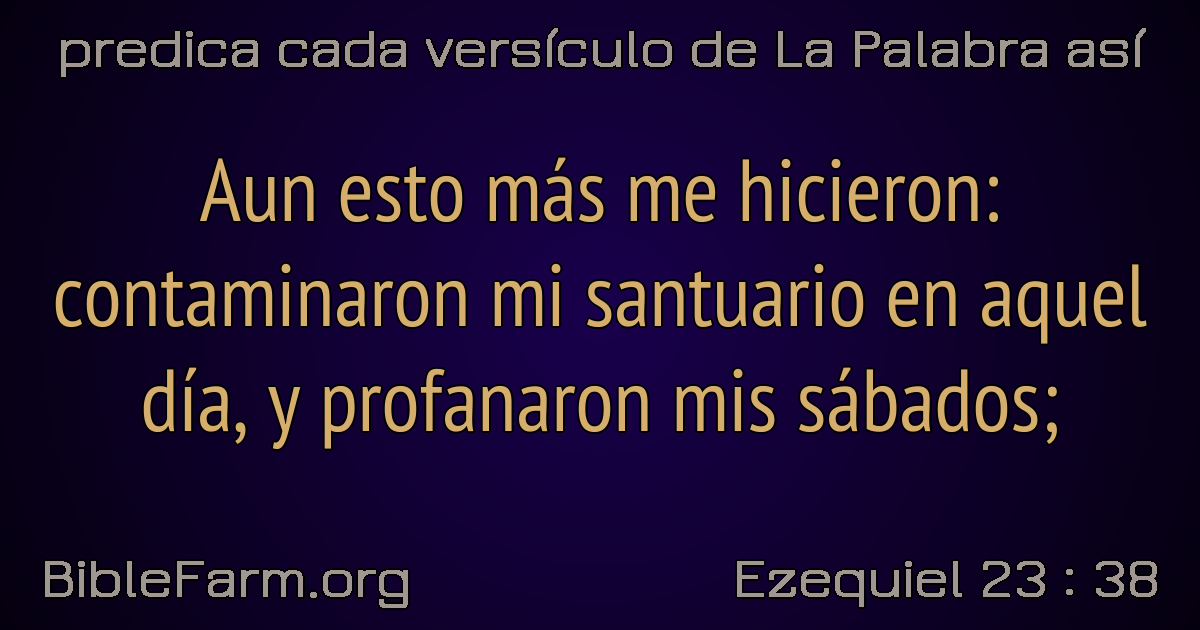 predica cada versículo de La Palabra así
Aun esto más me hicieron:
contaminaron mi santuario en aquel
día, y profanaron mis sábados;
BibleFarm.org
Ezequiel 23 : 38